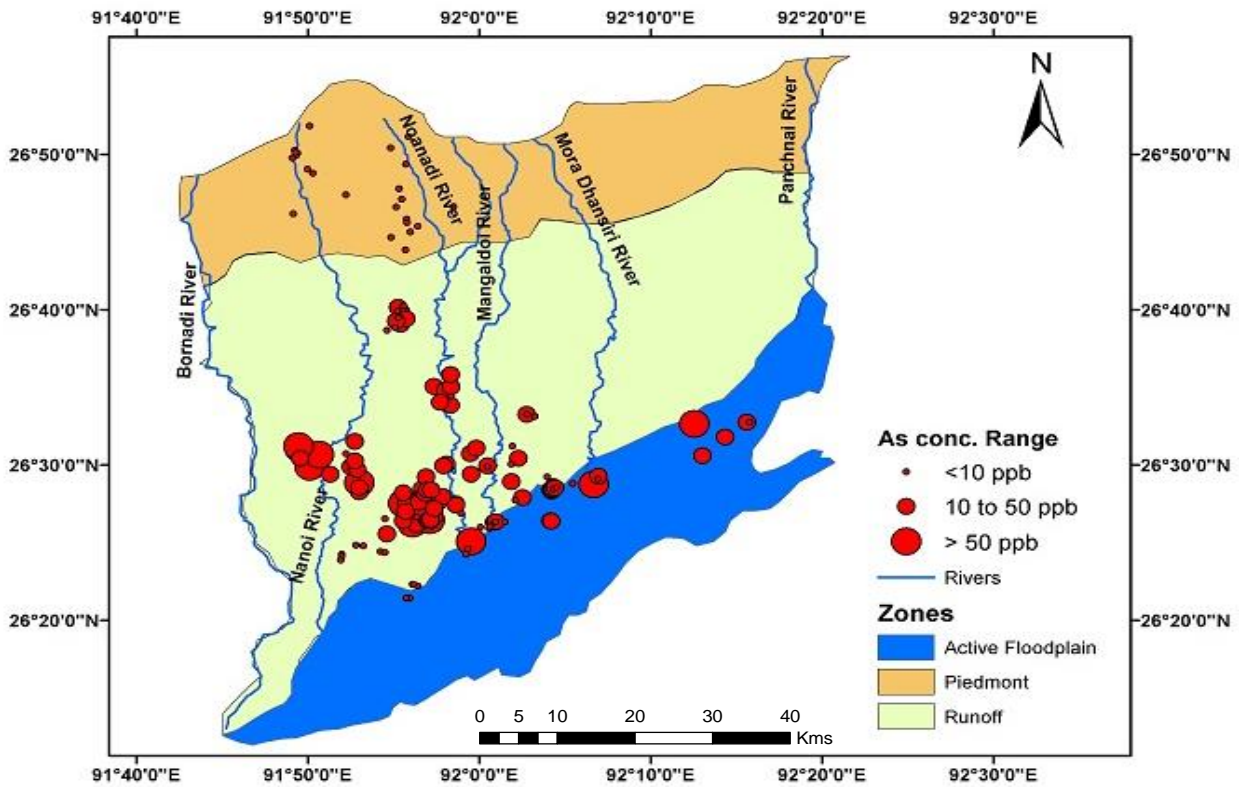 91°40'0"E 91°50'0"E 92°0'0"E 92°10'0"E 92°20'0"E 92°30'0"E
N
Noanadi River
Mora Dhansiri River
Panchnai River
26°50'0"N 26°50'0"N
Mangaldoi River
Bornadi River
26°40'0"N 26°40'0"N
As conc. Range
26°30'0"N 26°30'0"N
<10 ppb
10 to 50 ppb
> 50 ppb
Nanoi River
Rivers
Zones
26°20'0"N 26°20'0"N
Active Floodplain
Piedmont
Runoff
0 5 10 20 30 40
Kms
91°40'0"E 91°50'0"E 92°0'0"E 92°10'0"E 92°20'0"E 92°30'0"E